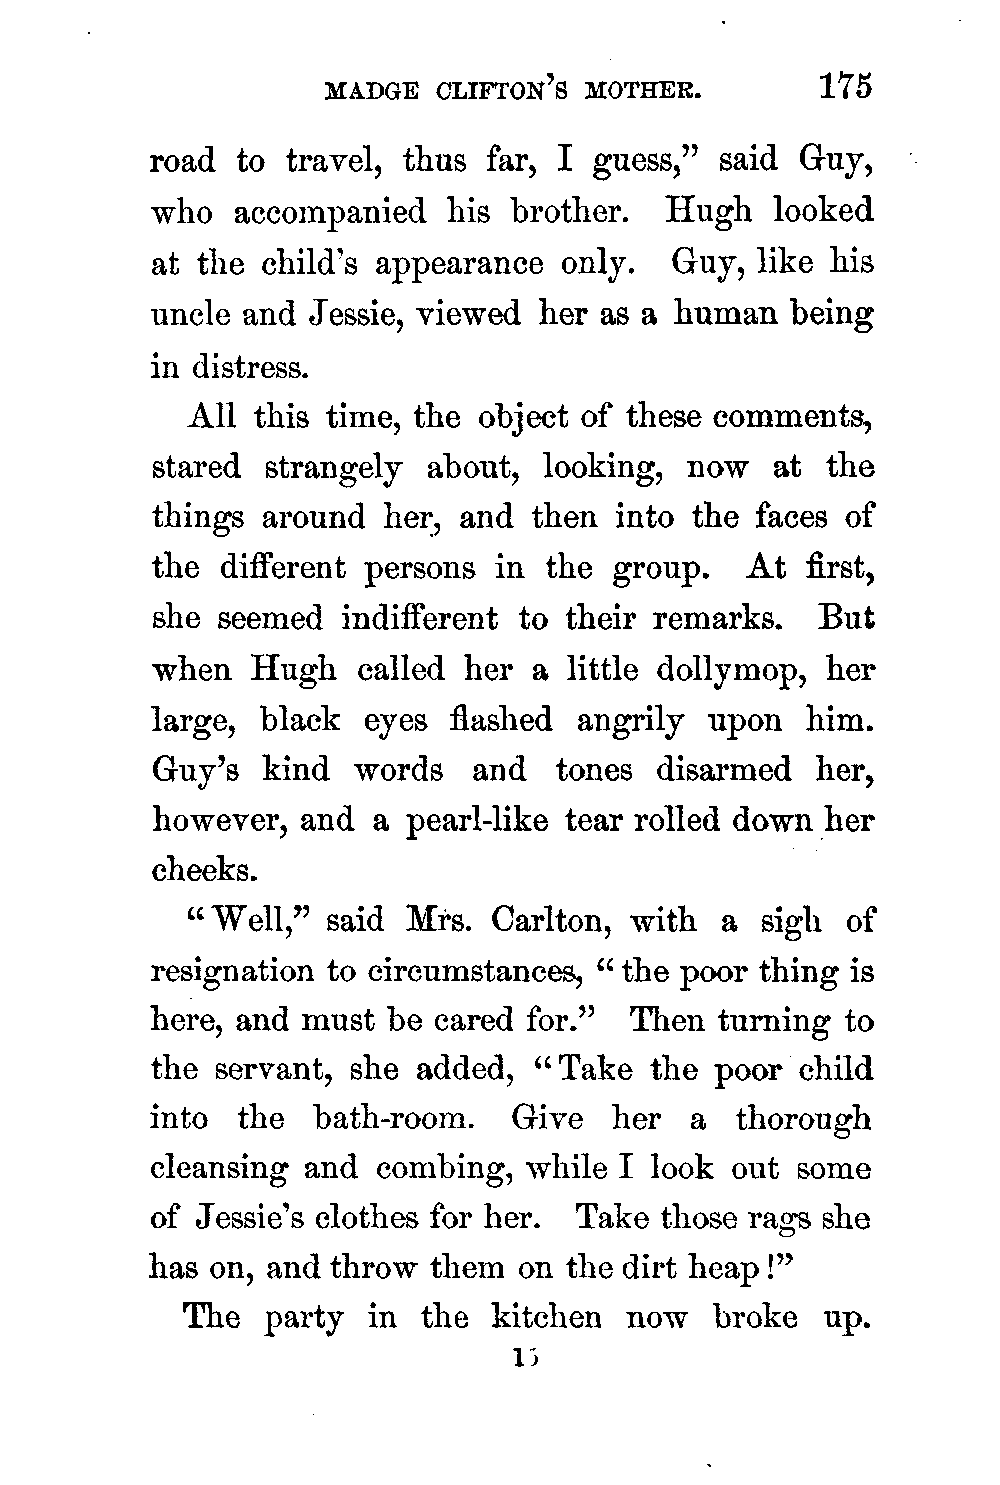 MADGE CLIFTON'S MOTHER. 175
road to travel, thus far, I guess,” said Guy,
who accompanied his brother. Hugh looked
at the child's appearance only. Guy, like his
uncle and Jessie, viewed her as a human being
in distress.
All this time, the object of these comments,
stared strangely about, looking, now at the
things around her, and then into the faces of
the different persons in the group. At first,
she seemed indifferent to their remarks. But
when Hugh called her a little dollymop, her
large, black eyes flashed angrily upon him.
Guy's kind words and tones disarmed her,
however, and a pearl-like tear rolled down her
cheeks.
“Well,” said Mrs. Carlton, with a sigh of
resignation to circumstances, “the poor thing is
here, and must be cared for.” Then turning to
the servant, she added, “Take the poor child
into the bath-room. Give her a thorough
cleansing and combing, while I look out some
of Jessie's clothes for her. Take those rags she
has on, and throw them on the dirt heap!”
The party in the kitchen now broke up.
15